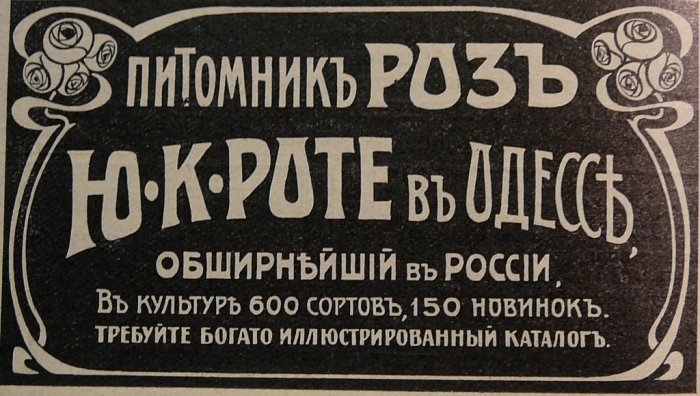 ПИТОМНИКЪ РОЗЪ
Ю·К·РОТЕ ВЪ ОДЕССѢ,
ОБШИРНѢЙШІЙ ВЪ РОССІИ,
ВЪ КУЛЬТУРѢ 600 СОРТОВЪ, 150 НОВИНОКЪ.
ТРЕБУЙТЕ БОГАТО ИЛЛЮСТРИРОВАННЫЙ КАТАЛОГЪ.